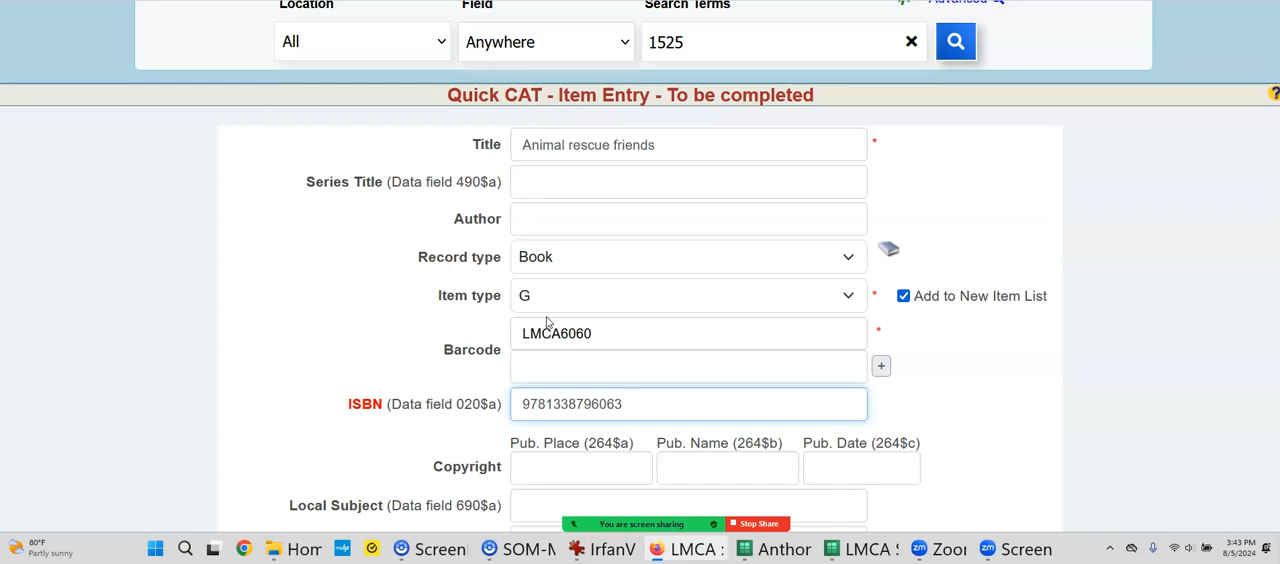 Location Field Search Terms Advanced
All Anywhere 1525
Quick CAT - Item Entry - To be completed ?
Title Animal rescue friends *
Series Title (Data field 490$a)
Author
Record type Book
Item type G * Add to New Item List
Barcode LMCA6060 *
+
ISBN (Data field 020$a) 9781338796063
Pub. Place (264$a) Pub. Name (264$b) Pub. Date (264$c)
Copyright
Local Subject (Data field 690$a)
You are screen sharing Stop Share
80°F
Partly sunny
Hom Screen SOM-M IrfanV LMCA : Anthor LMCA S Zoor Screen
3:43 PM
8/5/2024